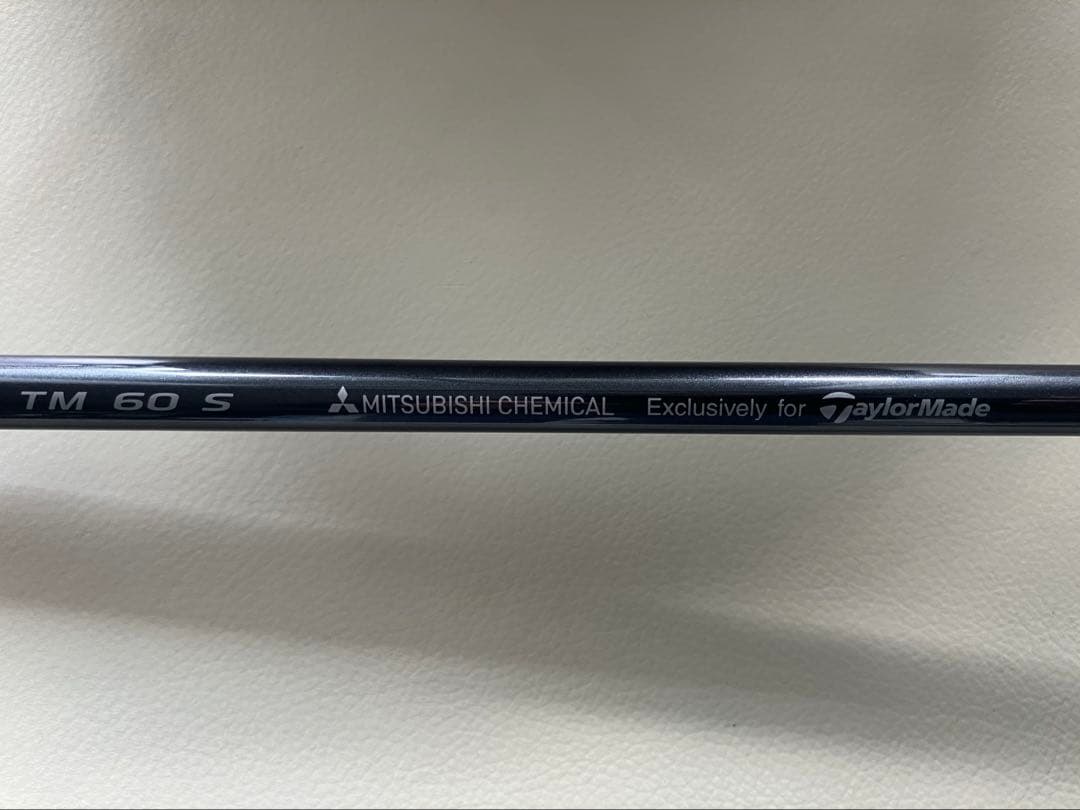 TM 60 S MITSUBISHI CHEMICAL Exclusively for TaylorMade